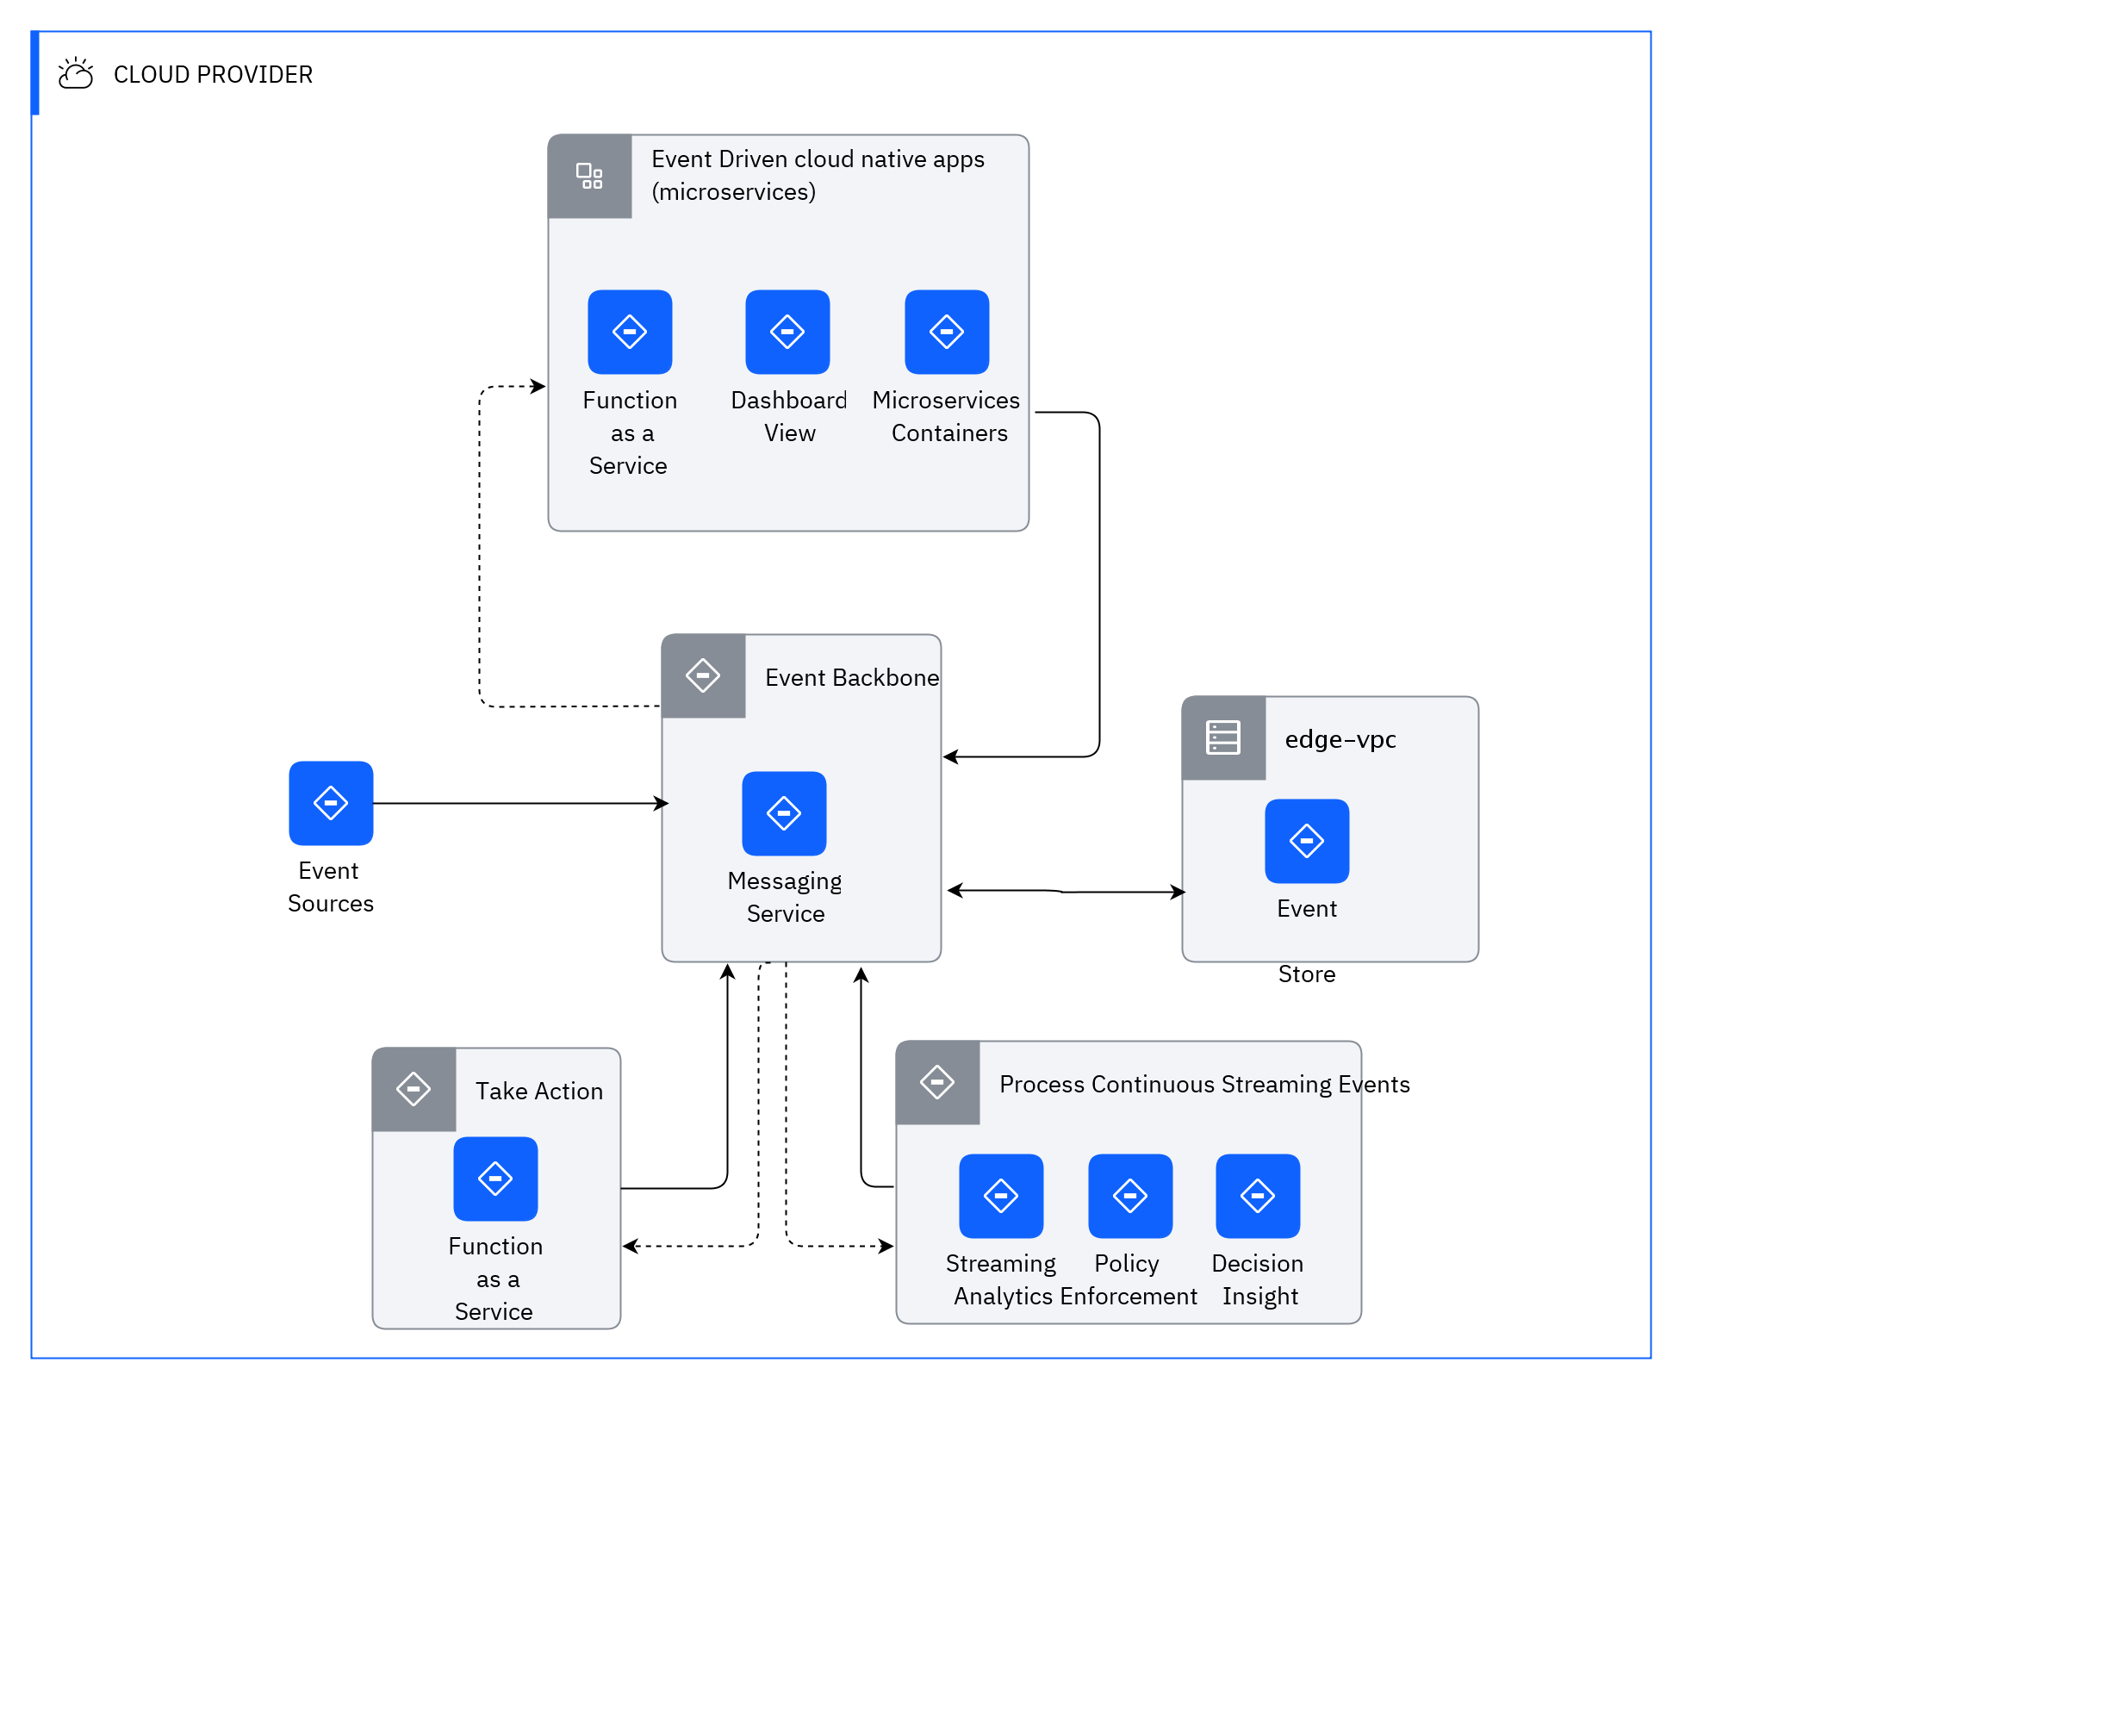 CLOUD PROVIDER
Event Driven cloud native apps
(microservices)
Function
as a
Service
Dashboard
View
Microservices
Containers
Event Backbone
Messaging
Service
edge-vpc
Event
Store
Event
Sources
Take Action
Function
as a
Service
Process Continuous Streaming Events
Streaming
Analytics
Policy
Enforcement
Decision
Insight